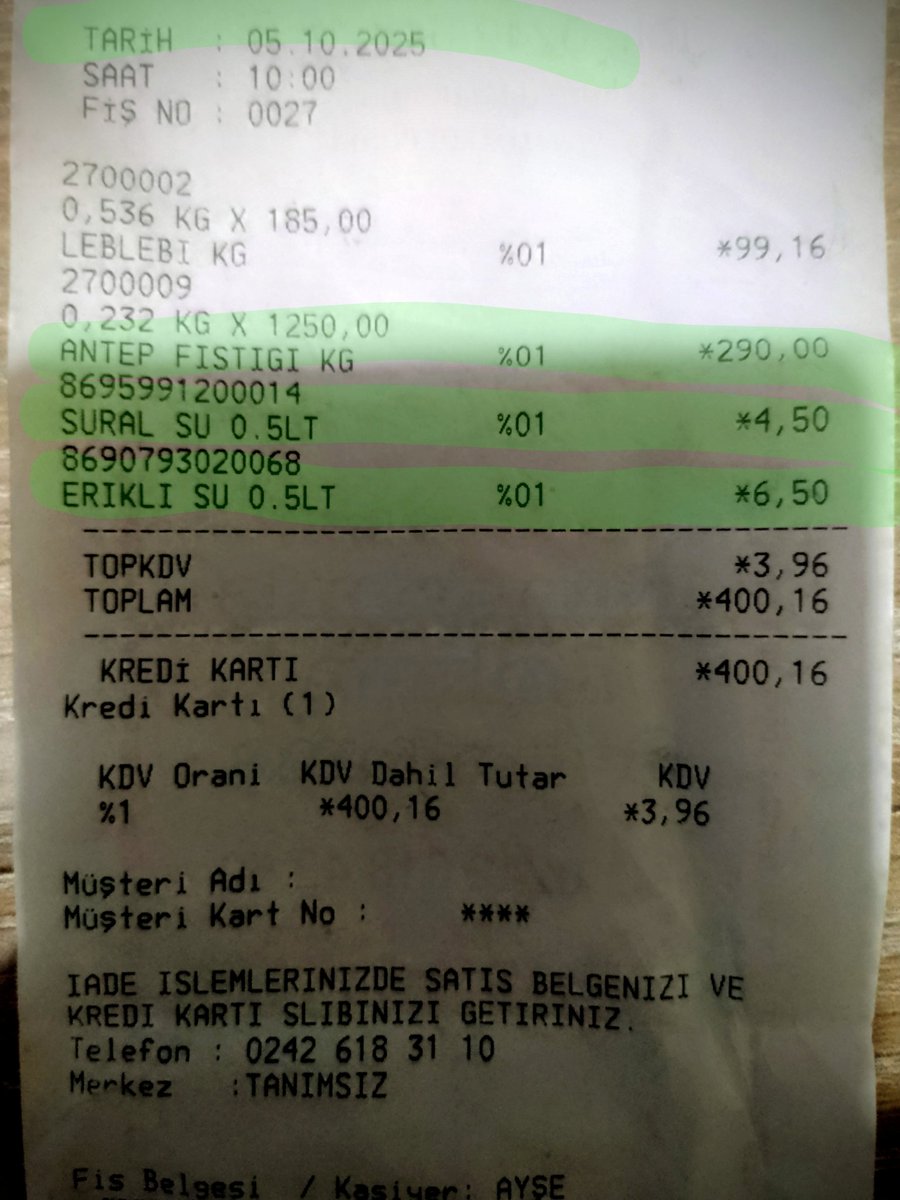 TARİH : 05.10.2025
SAAT : 10:00
FİŞ NO : 0027
2700002
0,536 KG X 185,00
LEBLEBI KG %01 *99,16
2700009
0,232 KG X 1250,00
ANTEP FISTIGI KG %01 *290,00
8695991200014
SURAL SU 0.5LT %01 *4,50
8690793020068
ERIKLI SU 0.5LT %01 *6,50
TOPKDV *3,96
TOPLAM *400,16
KREDİ KARTI *400,16
Kredi Kartı (1)
KDV Orani KDV Dahil Tutar KDV
%1 *400,16 *3,96
Müşteri Adı :
Müşteri Kart No : ****
IADE ISLEMLERINIZDE SATIS BELGENIZI VE
KREDI KARTI SLIBINIZI GETIRINIZ.
Telefon : 0242 618 31 10
Merkez :TANIMSIZ
Fis Belgesi / Kasiyer: AYSE